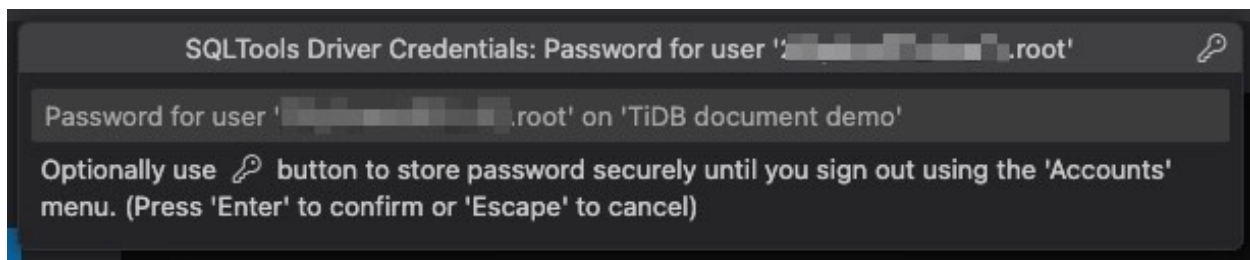 SQLTools Driver Credentials: Password for user '2 .root'
Password for user ' .root' on 'TiDB document demo'
Optionally use button to store password securely until you sign out using the 'Accounts'
menu. (Press 'Enter' to confirm or 'Escape' to cancel)